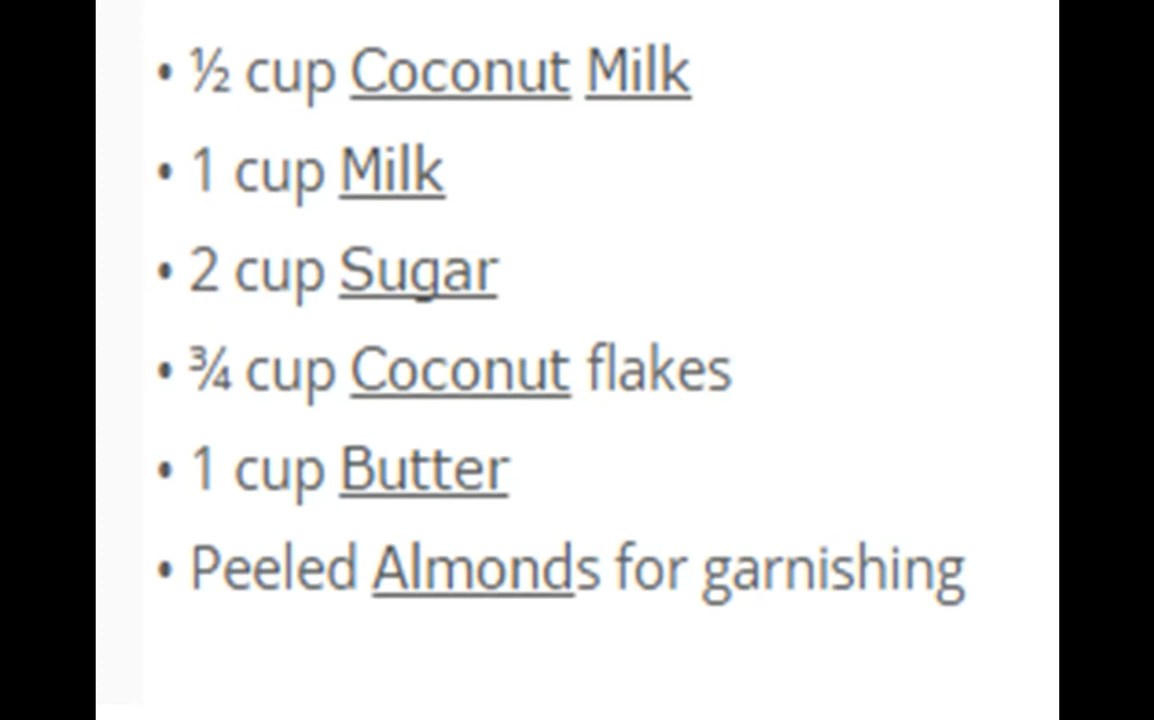 • ½ cup Coconut Milk
• 1 cup Milk
• 2 cup Sugar
• ¾ cup Coconut flakes
• 1 cup Butter
• Peeled Almonds for garnishing